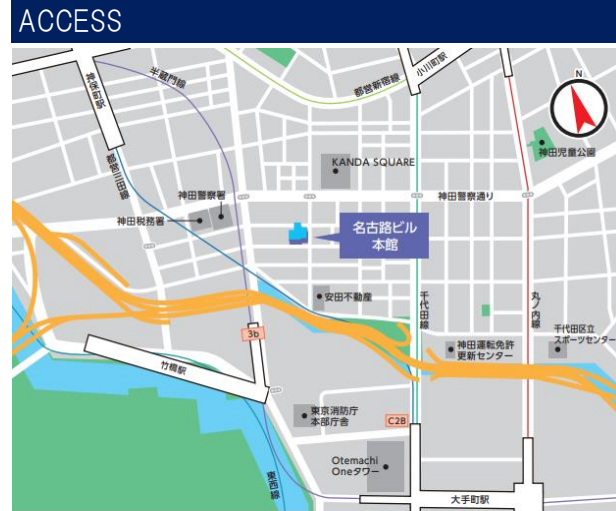 ACCESS
神保町駅
半蔵門線
都営新宿線
小川町駅
N
都営三田線
KANDA SQUARE
神田児童公園
神田警察署
神田警察通り
神田税務署
名古路ビル
本館
安田不動産
千代田線
丸ノ内線
3b
竹橋駅
神田運転免許
更新センター
千代田区立
スポーツセンター
東京消防庁
本部庁舎
C2B
東西線
Otemachi
Oneタワー
大手町駅